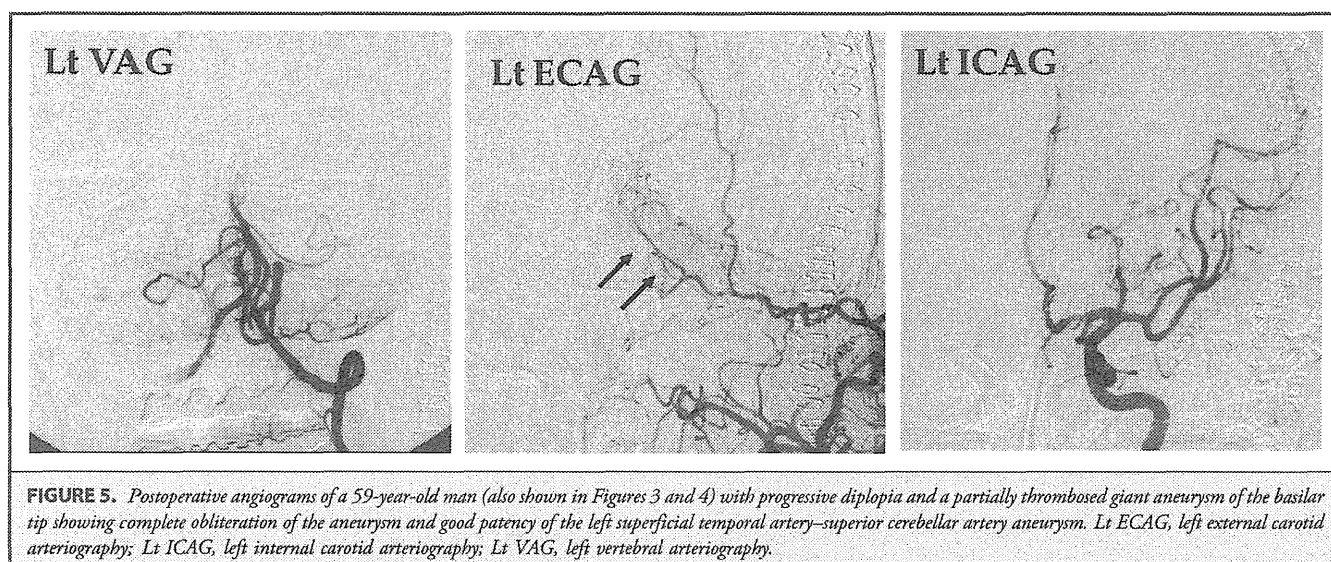 Lt VAG
Lt ECAG
Lt ICAG
FIGURE 5. Postoperative angiograms of a 59-year-old man (also shown in Figures 3 and 4) with progressive diplopia and a partially thrombosed giant aneurysm of the basilar
tip showing complete obliteration of the aneurysm and good patency of the left superficial temporal artery–superior cerebellar artery aneurysm. Lt ECAG, left external carotid
arteriography; Lt ICAG, left internal carotid arteriography; Lt VAG, left vertebral arteriography.